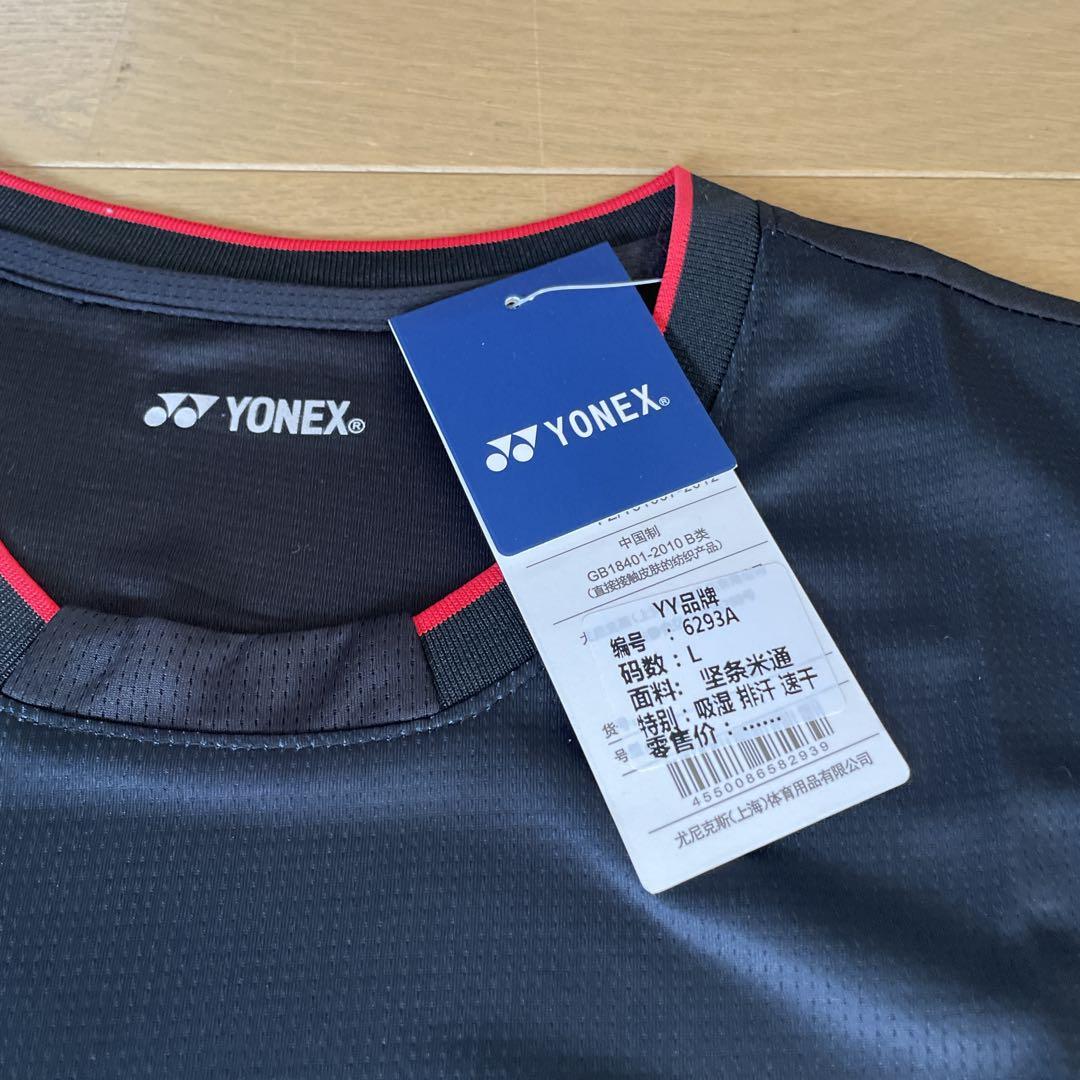 YONEX®
YONEX®
中国制
GB18401-2010 B类
(直接接触皮肤的纺织产品)
YY品牌
编号 : 6293A
码数 : L
面料: 坚条米通
特别 : 吸湿 排汗 速干
货
号
零售价 : ······
4550086582939
尤尼克斯(上海)体育用品有限公司